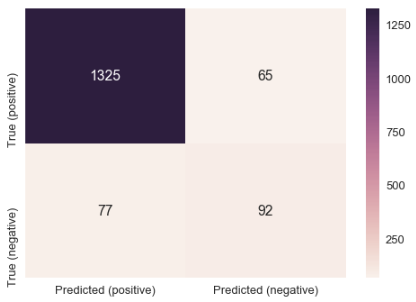 True (positive)
1325
65
True (negative)
77
92
Predicted (positive)
Predicted (negative)
1250
1000
750
500
250